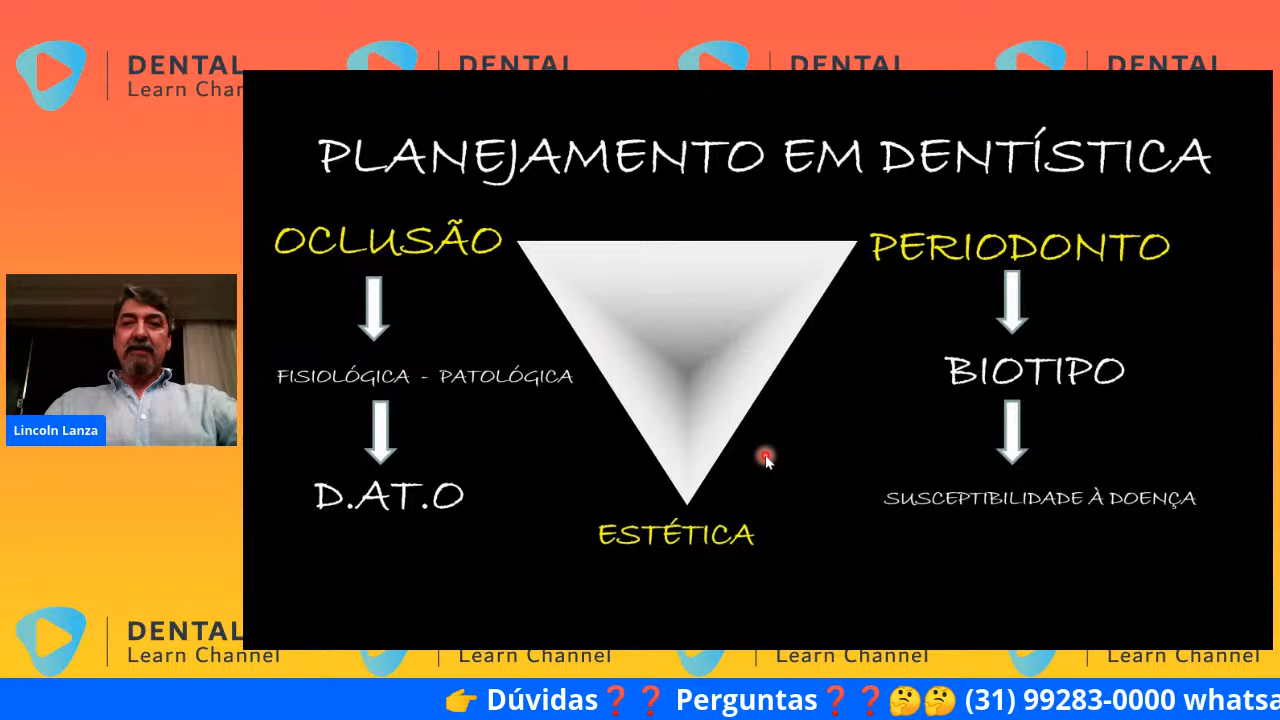 DENTAL
Learn Chan
DENTAL
DENTAL
DENTAL
PLANEJAMENTO EM DENTÍSTICA
OCLUSÃO
PERIODONTO
FISIOLÓGICA - PATOLÓGICA
BIOTIPO
D.AT.O
SUSCEPTIBILIDADE À DOENÇA
ESTÉTICA
Lincoln Lanza
DENTAL
Learn Channel
Learn Channel
Learn Channel
Learn Channel
👉 Dúvidas❓❓ Perguntas❓❓🤔🤔 (31) 99283-0000 whatsa